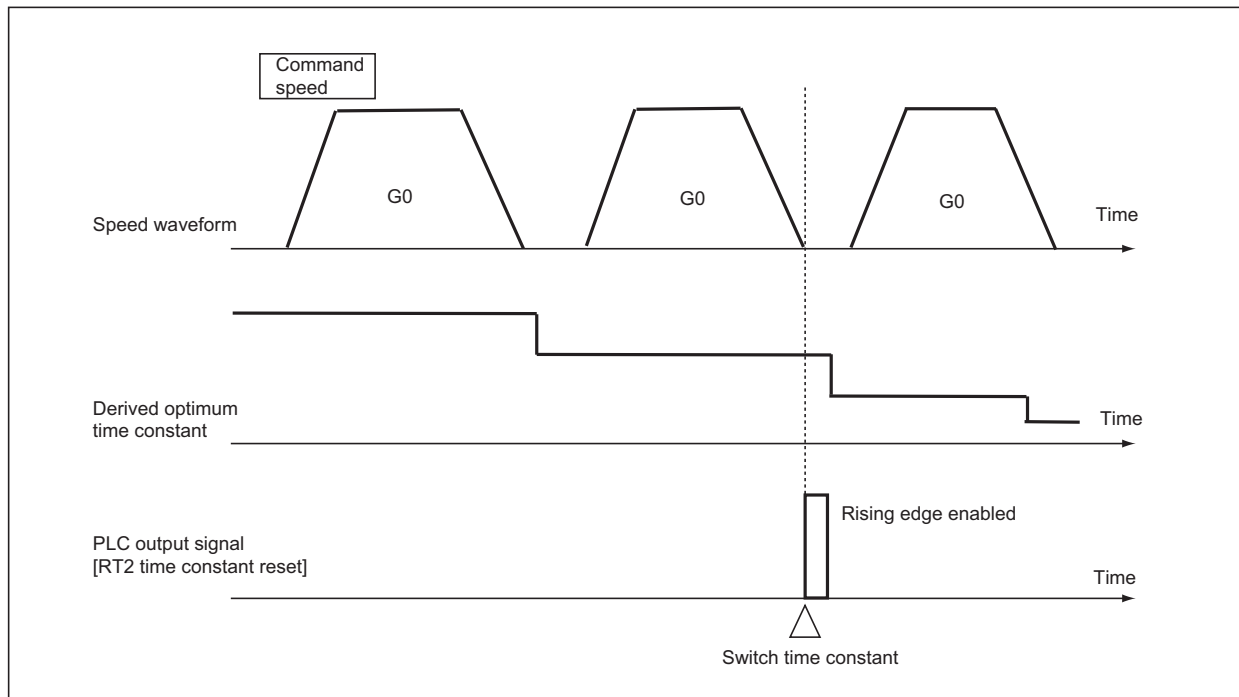 Command
speed
G0
G0
G0
Speed waveform
Time
Derived optimum
time constant
Time
Rising edge enabled
PLC output signal
[RT2 time constant reset]
Time
Switch time constant